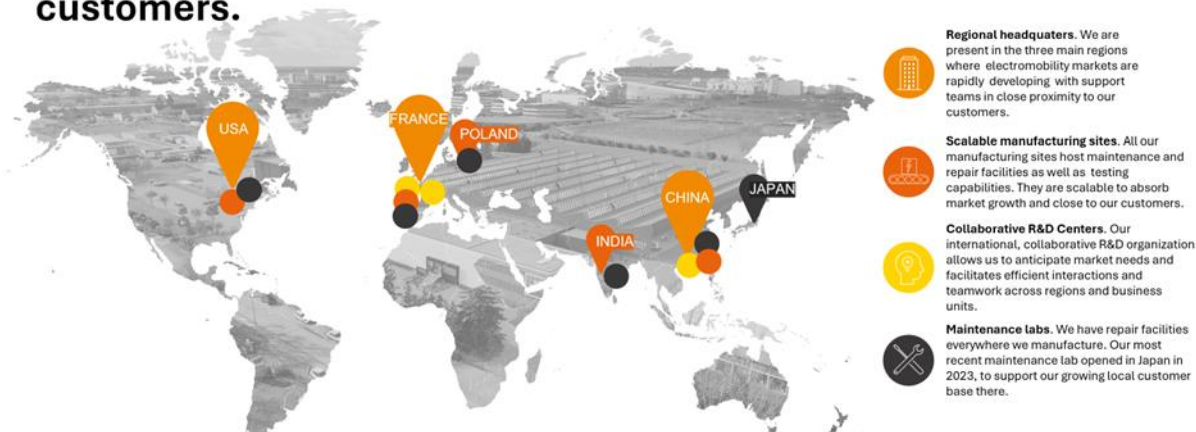 customers.
USA
FRANCE
POLAND
CHINA
JAPAN
INDIA
Regional headquaters. We are
present in the three main regions
where electromobility markets are
rapidly developing with support
teams in close proximity to our
customers.
Scalable manufacturing sites. All our
manufacturing sites host maintenance and
repair facilities as well as testing
capabilities. They are scalable to absorb
market growth and close to our customers.
Collaborative R&D Centers. Our
international, collaborative R&D organization
allows us to anticipate market needs and
facilitates efficient interactions and
teamwork across regions and business
units.
Maintenance labs. We have repair facilities
everywhere we manufacture. Our most
recent maintenance lab opened in Japan in
2023, to support our growing local customer
base there.